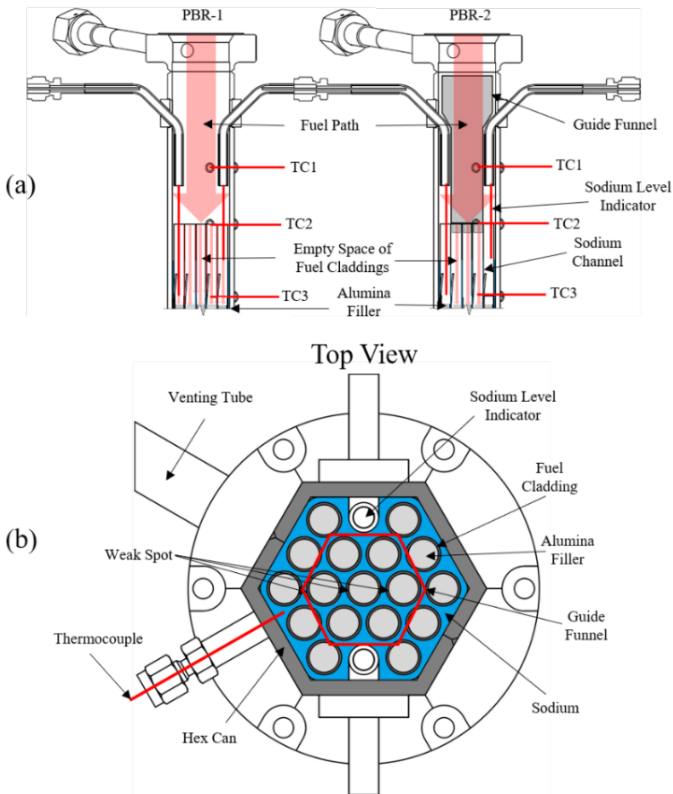 PBR-1
PBR-2
Fuel Path
Guide Funnel
(a)
TC1
TC2
TC3
Empty Space of
Fuel Claddings
Alumina
Filler
Sodium Level
Indicator
TC1
TC2
Sodium
Channel
TC3
Top View
Venting Tube
Sodium Level
Indicator
Fuel
Cladding
Alumina
Filler
(b)
Weak Spot
Guide
Funnel
Thermocouple
Sodium
Hex Can